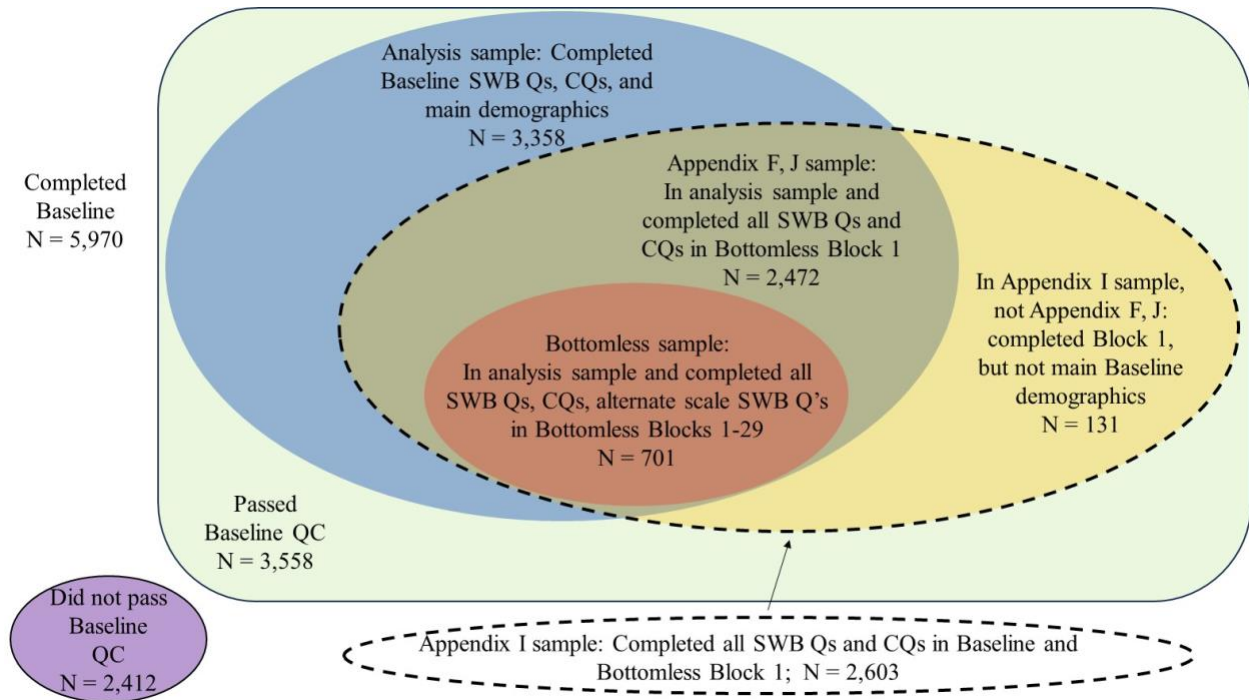 Analysis sample: Completed
Baseline SWB Qs, CQs, and
main demographics
N = 3,358
Completed
Baseline
N = 5,970
Appendix F, J sample:
In analysis sample and
completed all SWB Qs and
CQs in Bottomless Block 1
N = 2,472
In Appendix I sample,
not Appendix F, J:
completed Block 1,
but not main Baseline
demographics
N = 131
Bottomless sample:
In analysis sample and completed all
SWB Qs, CQs, alternate scale SWB Q’s
in Bottomless Blocks 1-29
N = 701
Passed
Baseline QC
N = 3,558
Did not pass
Baseline
QC
N = 2,412
Appendix I sample: Completed all SWB Qs and CQs in Baseline and
Bottomless Block 1; N = 2,603